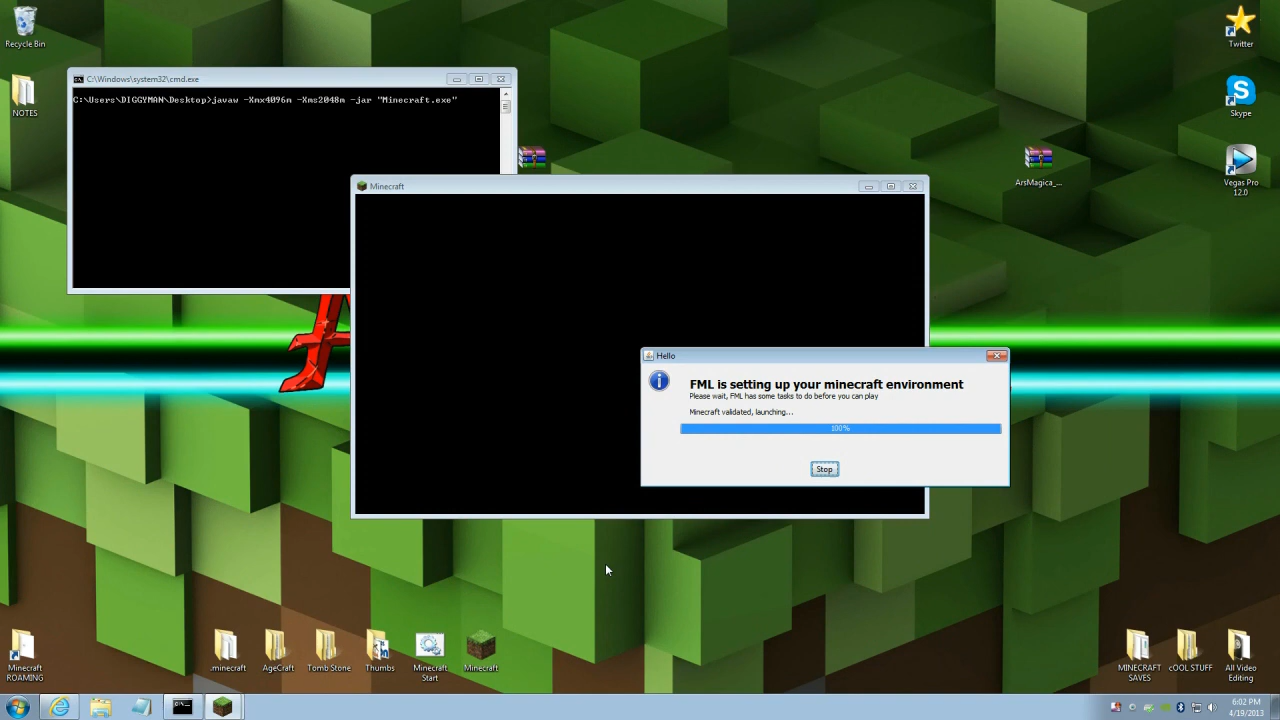 Recycle Bin
NOTES
C:\Windows\system32\cmd.exe
C:\Users\DIGGYMAN\Desktop>javaw -Xmx4096m -Xms2048m -jar "Minecraft.exe"
Twitter
Skype
ArsMagica_...
Vegas Pro
12.0
Minecraft
Hello
FML is setting up your minecraft environment
Please wait, FML has some tasks to do before you can play
Minecraft validated, launching...
100%
Stop
Minecraft
ROAMING
.minecraft
AgeCraft
Tomb Stone
Thumbs
Minecraft
Start
Minecraft
MINECRAFT
SAVES
cOOL STUFF
All Video
Editing
6:02 PM
4/19/2013